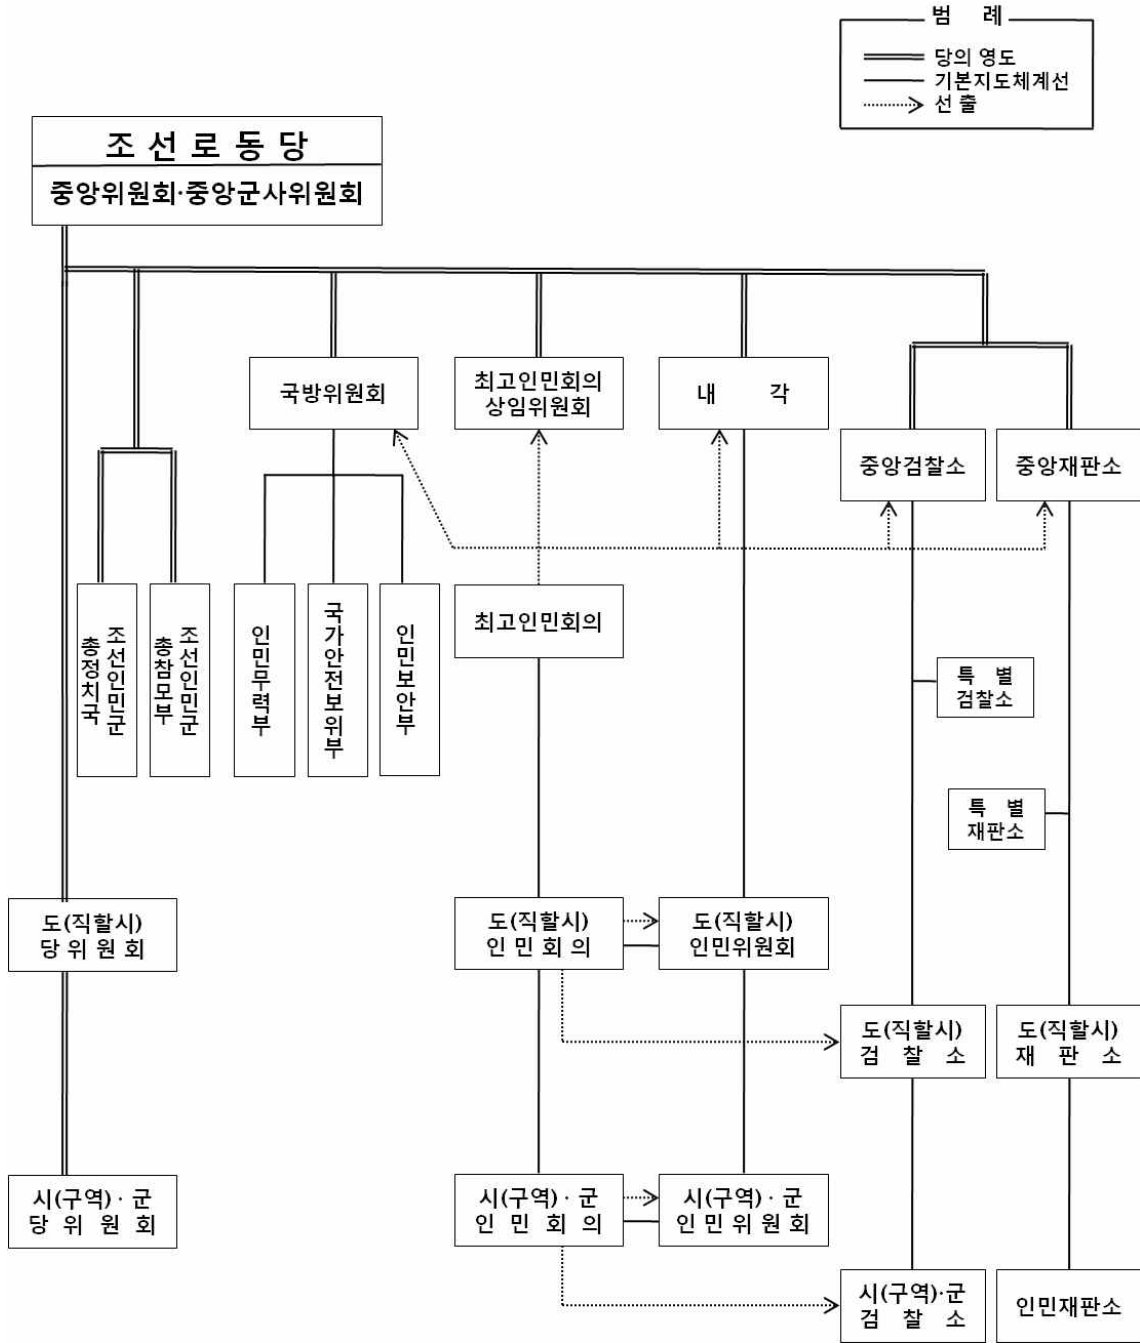 범 례
당의 영도
기본지도체계선
선 출
조 선 로 동 당
중앙위원회·중앙군사위원회
국방위원회
최고인민회의
상임위원회
내 각
중앙검찰소
중앙재판소
조선인민군
총정치국
조선인민군
총참모부
인민무력부
국가안전보위부
인민보안부
최고인민회의
특 별
검찰소
특 별
재판소
도(직할시)
당 위 원 회
도(직할시)
인 민 회 의
도(직할시)
인민위원회
도(직할시)
검 찰 소
도(직할시)
재 판 소
시(구역)·군
당 위 원 회
시(구역)·군
인 민 회 의
시(구역)·군
인 민 위 원 회
시(구역)·군
검 찰 소
인민재판소